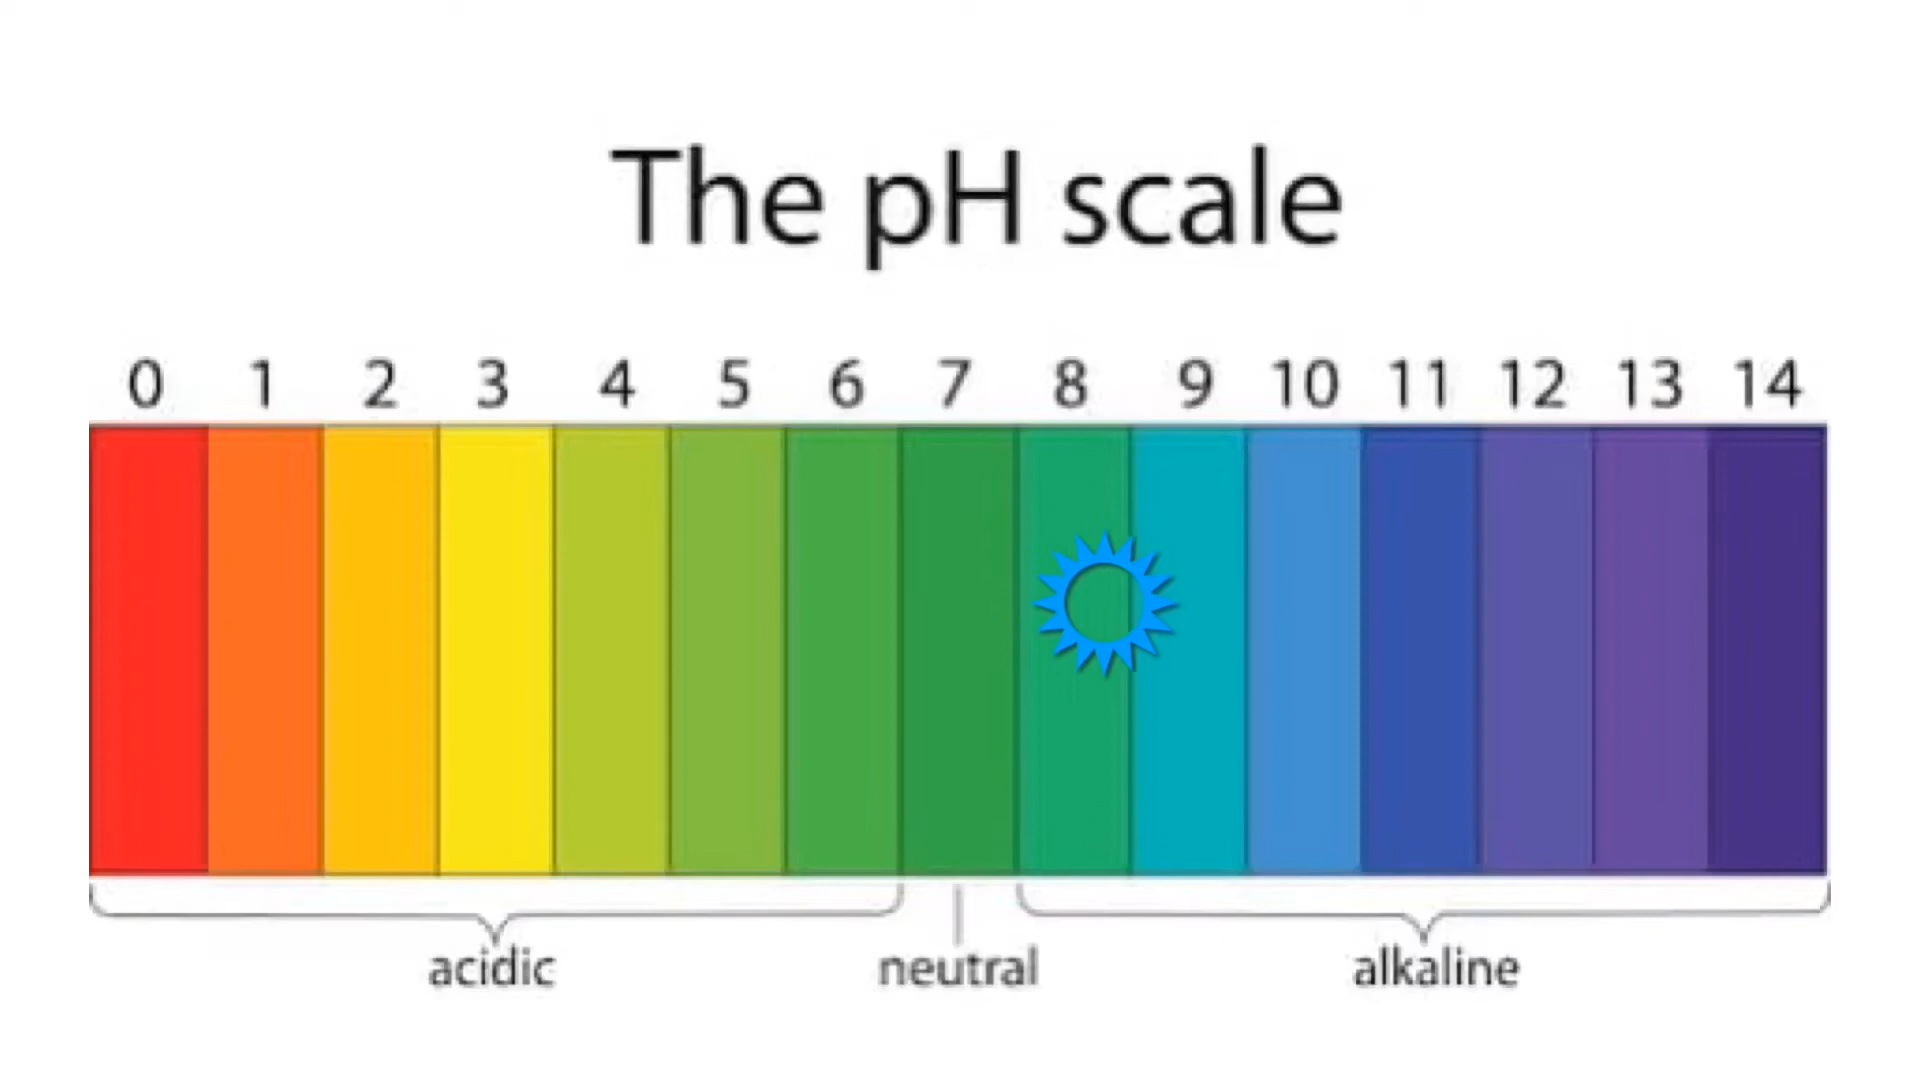 The pH scale
0 1 2 3 4 5 6 7 8 9 10 11 12 13 14
acidic neutral alkaline